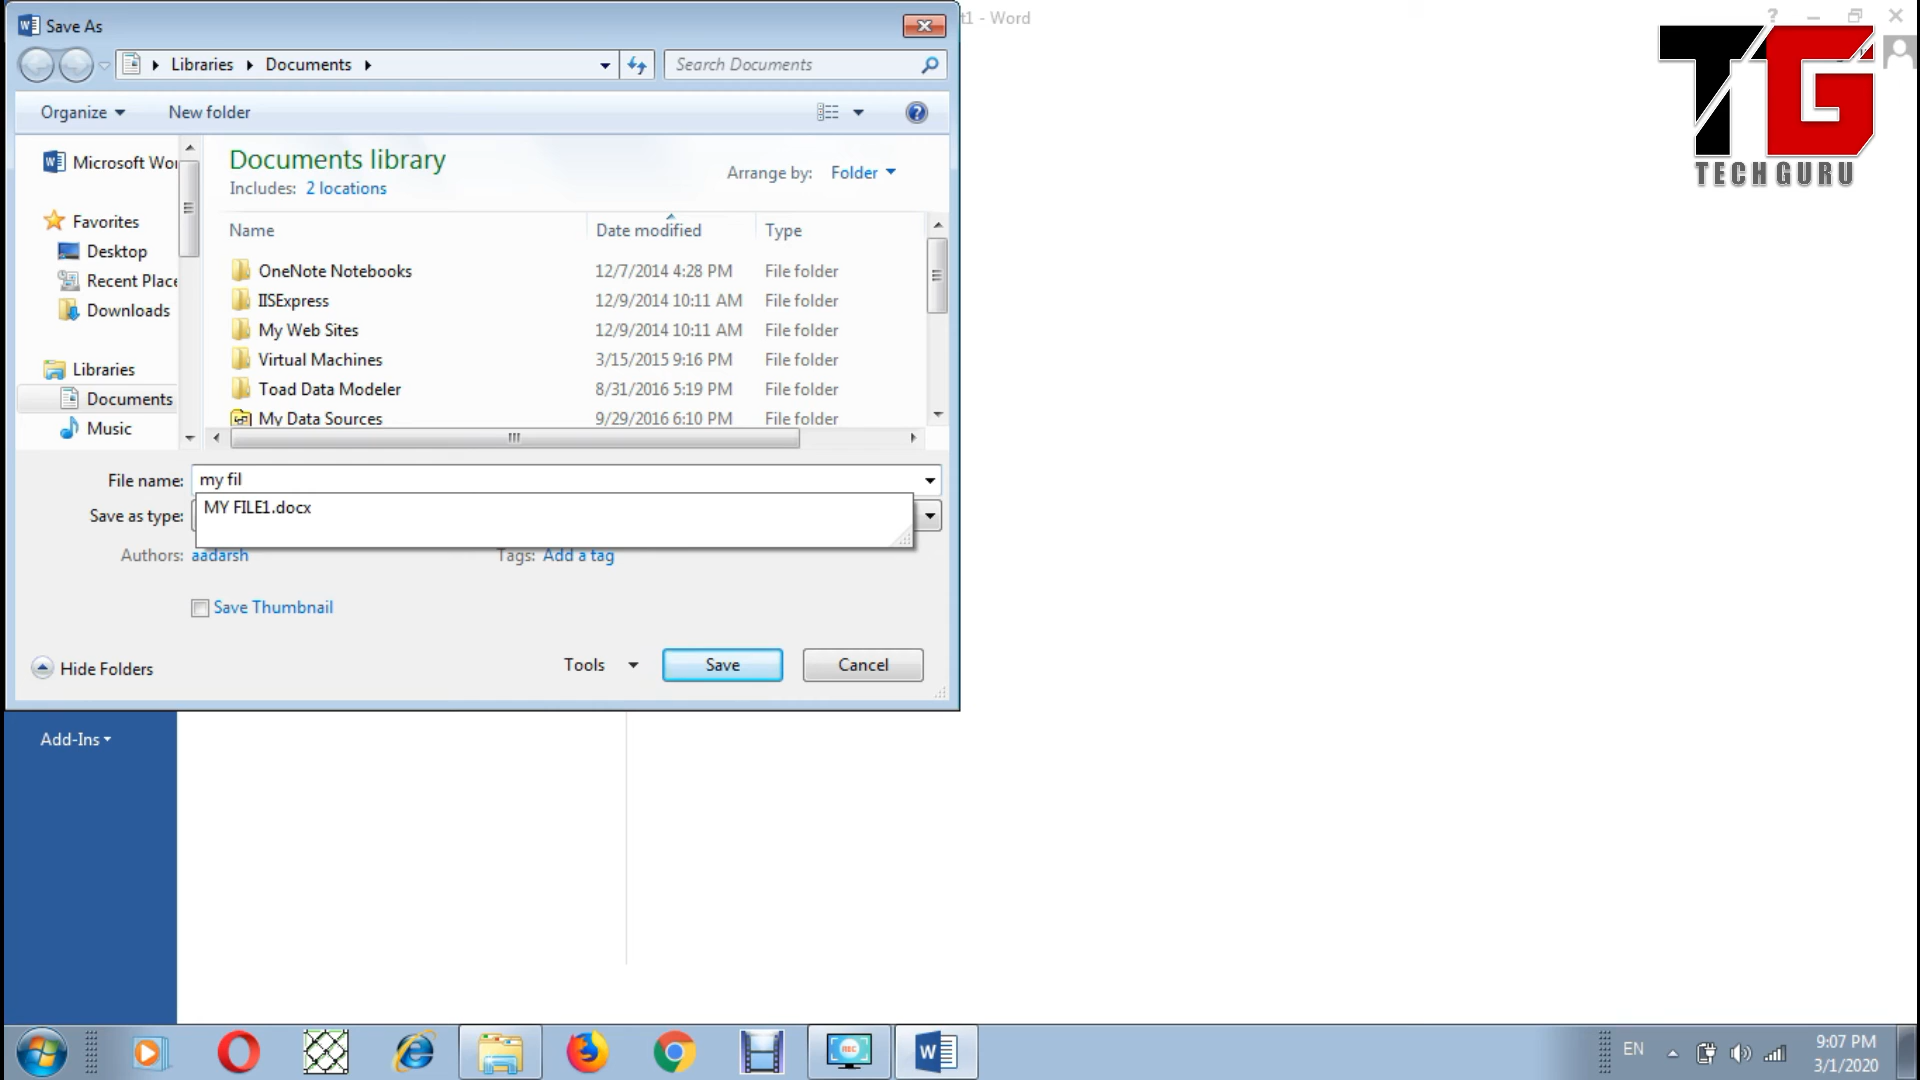 Save As
t1 - Word
?
Libraries
Documents
Search Documents
Organize
New folder
?
TG
TECH GURU
Microsoft Wor
Favorites
Desktop
Recent Place
Downloads
Libraries
Documents
Music
Documents library
Includes: 2 locations
Arrange by: Folder
Name Date modified Type
OneNote Notebooks 12/7/2014 4:28 PM File folder
IISExpress 12/9/2014 10:11 AM File folder
My Web Sites 12/9/2014 10:11 AM File folder
Virtual Machines 3/15/2015 9:16 PM File folder
Toad Data Modeler 8/31/2016 5:19 PM File folder
My Data Sources 9/29/2016 6:10 PM File folder
File name: my fil
MY FILE1.docx
Save as type:
Authors: aadarsh Tags: Add a tag
Save Thumbnail
Hide Folders
Tools Save Cancel
Add-Ins
REC
W
EN
9:07 PM
3/1/2020